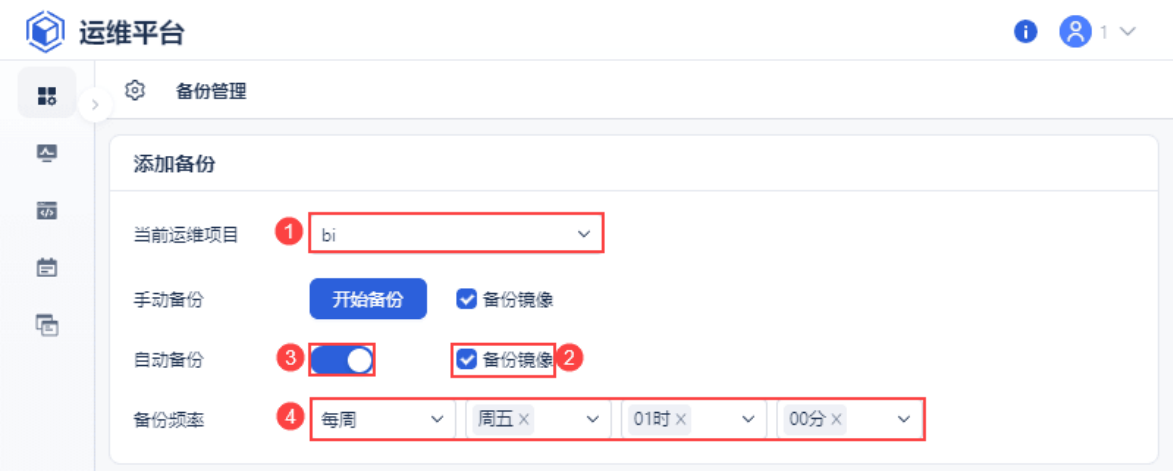 运维平台
i 1
备份管理
添加备份
当前运维项目 1 bi
手动备份 开始备份 备份镜像
自动备份 3 备份镜像 2
备份频率 4 每周 周五 × 01时 × 00分 ×